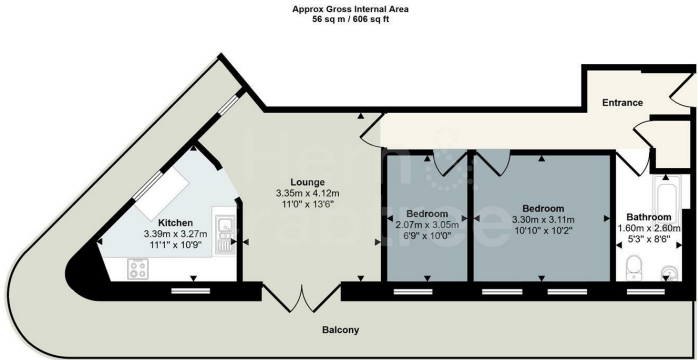 Approx Gross Internal Area
56 sq m / 606 sq ft
Entrance
Lounge
3.35m x 4.12m
11'0" x 13'6"
Kitchen
3.39m x 3.27m
11'1" x 10'9"
Bedroom
2.07m x 3.05m
6'9" x 10'0"
Bedroom
3.30m x 3.11m
10'10" x 10'2"
Bathroom
1.60m x 2.60m
5'3" x 8'6"
Balcony